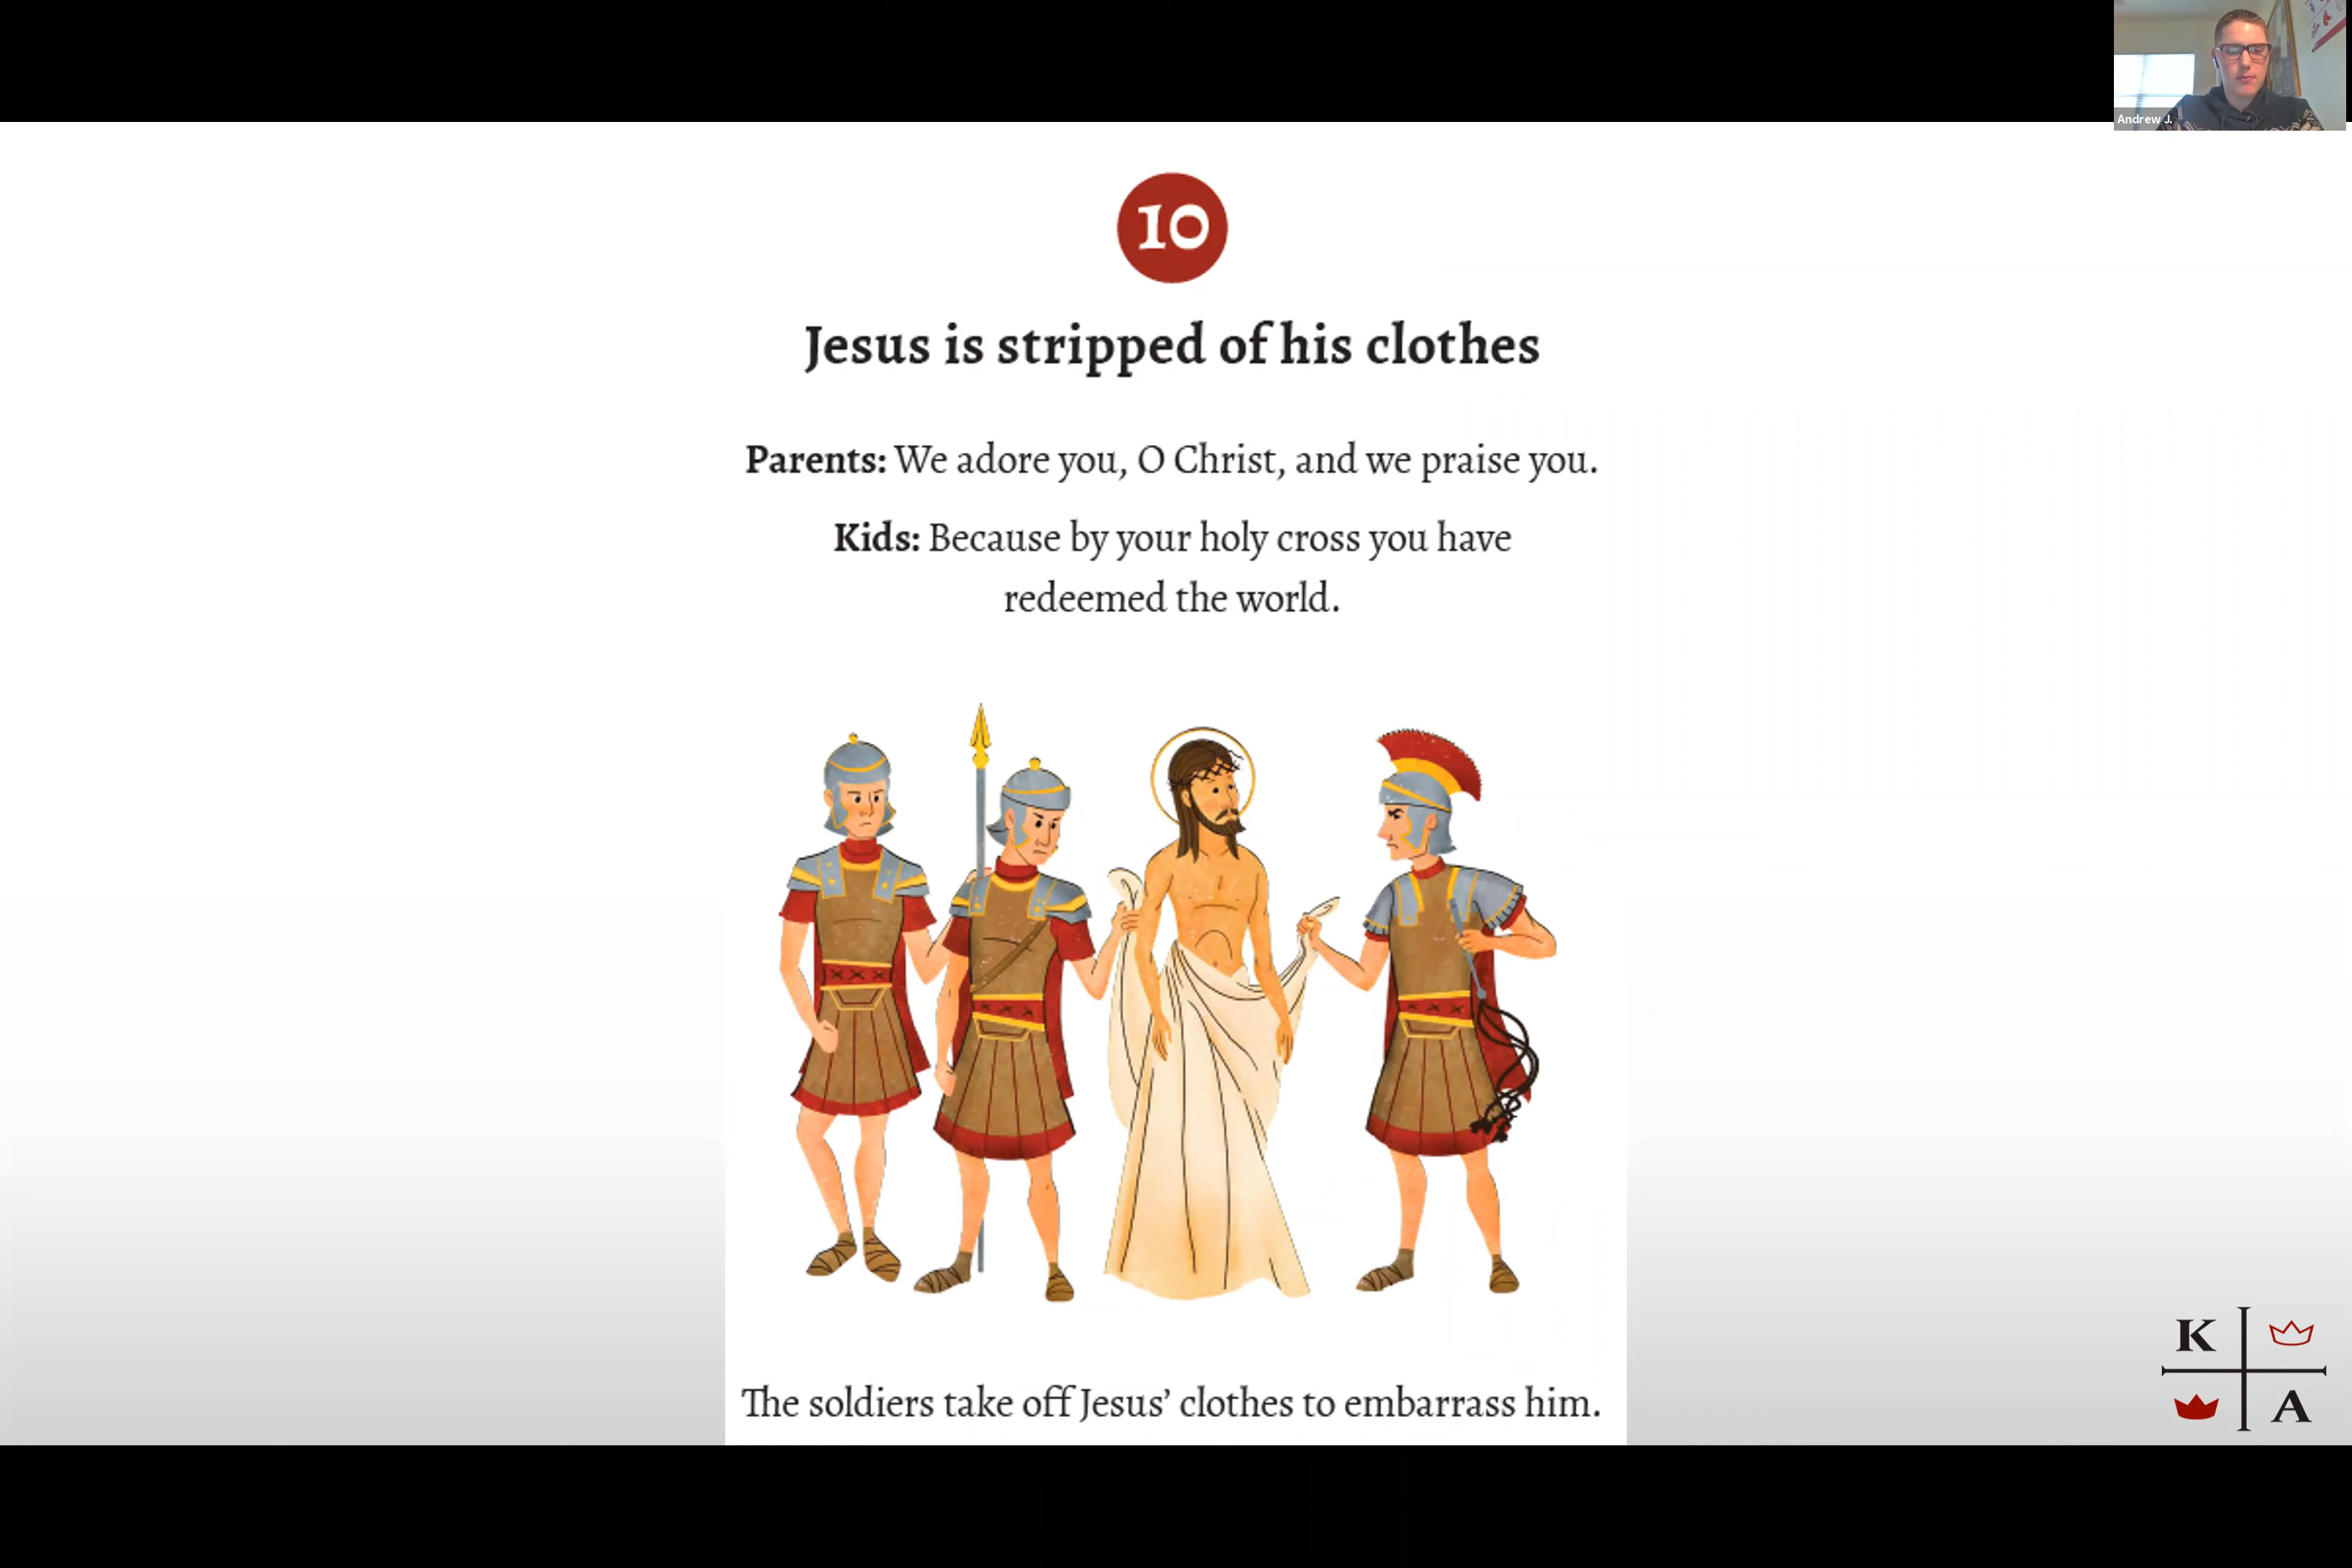 Andrew J.
10
Jesus is stripped of his clothes
Parents: We adore you, O Christ, and we praise you.
Kids: Because by your holy cross you have
redeemed the world.
The soldiers take off Jesus’ clothes to embarrass him.
K
A